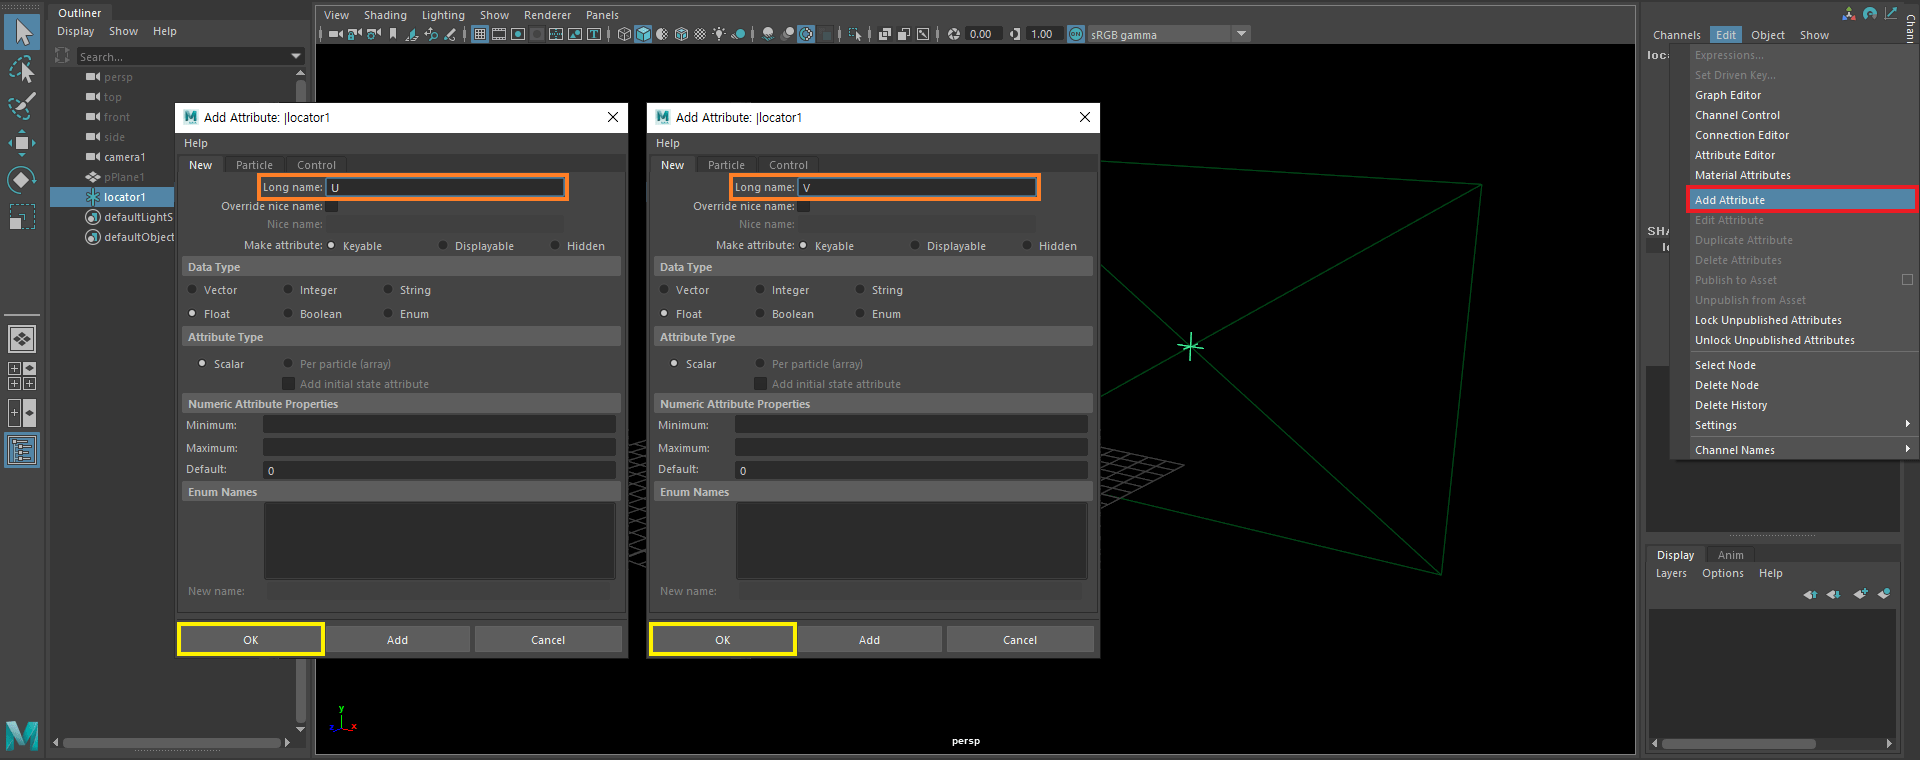 Outliner
Display Show Help
Search...
persp
top
front
side
camera1
pPlane1
locator1
defaultLightS
defaultObject
View Shading Lighting Show Renderer Panels
0.00 1.00 ON sRGB gamma
M Add Attribute: |locator1
Help
New Particle Control
Long name: U
Override nice name:
Nice name:
Make attribute: Keyable Displayable Hidden
Data Type
Vector Integer String
Float Boolean Enum
Attribute Type
Scalar Per particle (array)
Add initial state attribute
Numeric Attribute Properties
Minimum:
Maximum:
Default: 0
Enum Names
New name:
OK Add Cancel
M Add Attribute: |locator1
Help
New Particle Control
Long name: V
Override nice name:
Nice name:
Make attribute: Keyable Displayable Hidden
Data Type
Vector Integer String
Float Boolean Enum
Attribute Type
Scalar Per particle (array)
Add initial state attribute
Numeric Attribute Properties
Minimum:
Maximum:
Default: 0
Enum Names
New name:
OK Add Cancel
y
z x
persp
M
Channels Edit Object Show
Chann
loca
SHA
lo
Expressions...
Set Driven Key...
Graph Editor
Channel Control
Connection Editor
Attribute Editor
Material Attributes
Add Attribute
Edit Attribute
Duplicate Attribute
Delete Attributes
Publish to Asset
Unpublish from Asset
Lock Unpublished Attributes
Unlock Unpublished Attributes
Select Node
Delete Node
Delete History
Settings
Channel Names
Display Anim
Layers Options Help